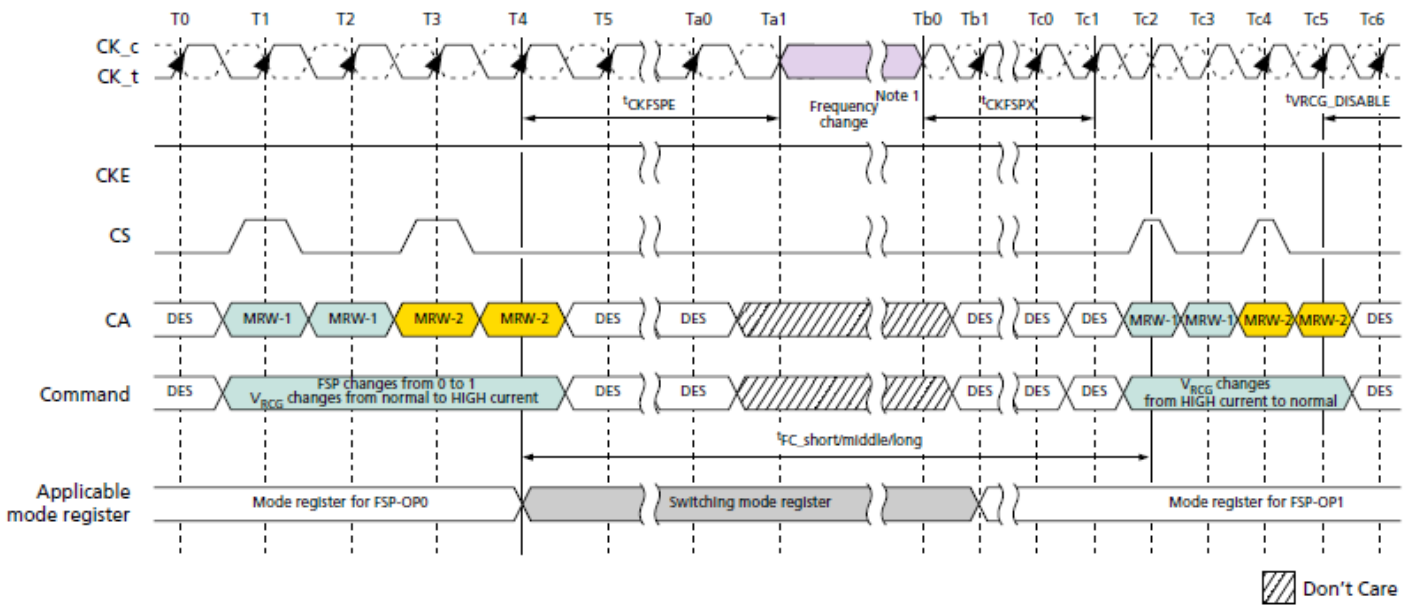 T0 T1 T2 T3 T4 T5 Ta0 Ta1 Tb0 Tb1 Tc0 Tc1 Tc2 Tc3 Tc4 Tc5 Tc6
CK_c
CK_t
Note 1
tCKFSPE
Frequency
change
tCKFSPX
tVRCG_DISABLE
CKE
CS
CA
DES MRW-1 MRW-1 MRW-2 MRW-2 DES DES DES DES DES MRW-1 MRW-1 MRW-2 MRW-2 DES
Command
DES
FSP changes from 0 to 1
VRCG changes from normal to HIGH current
DES DES DES DES DES
VRCG changes
from HIGH current to normal
DES
tFC_short/middle/long
Applicable
mode register
Mode register for FSP-OP0
Switching mode register
Mode register for FSP-OP1
Don't Care